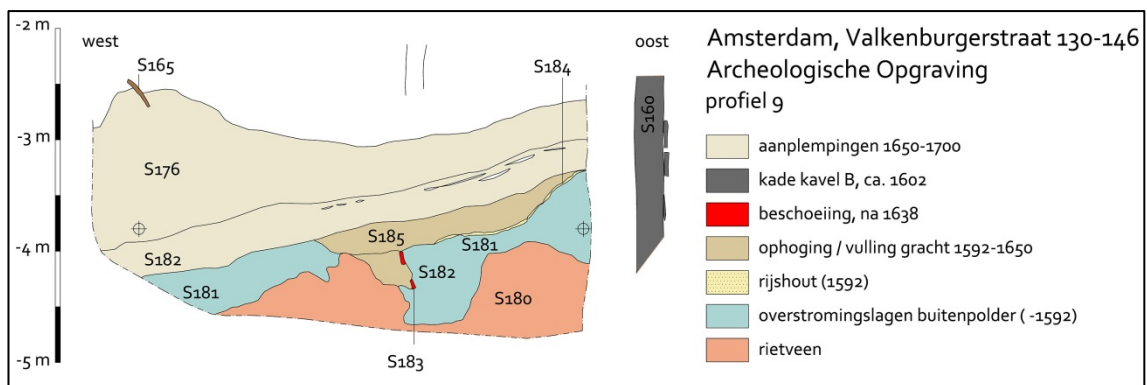 -2 m
west
S165
oost
S184
Amsterdam, Valkenburgerstraat 130-146
Archeologische Opgraving
profiel 9
S160
-3 m
S176
aanplempingen 1650-1700
kade kavel B, ca. 1602
beschoeiing, na 1638
ophoging / vulling gracht 1592-1650
rijshout (1592)
overstromingslagen buitenpolder ( -1592)
rietveen
-4 m
S185
S181
S182
S182
S181
S180
S183
-5 m